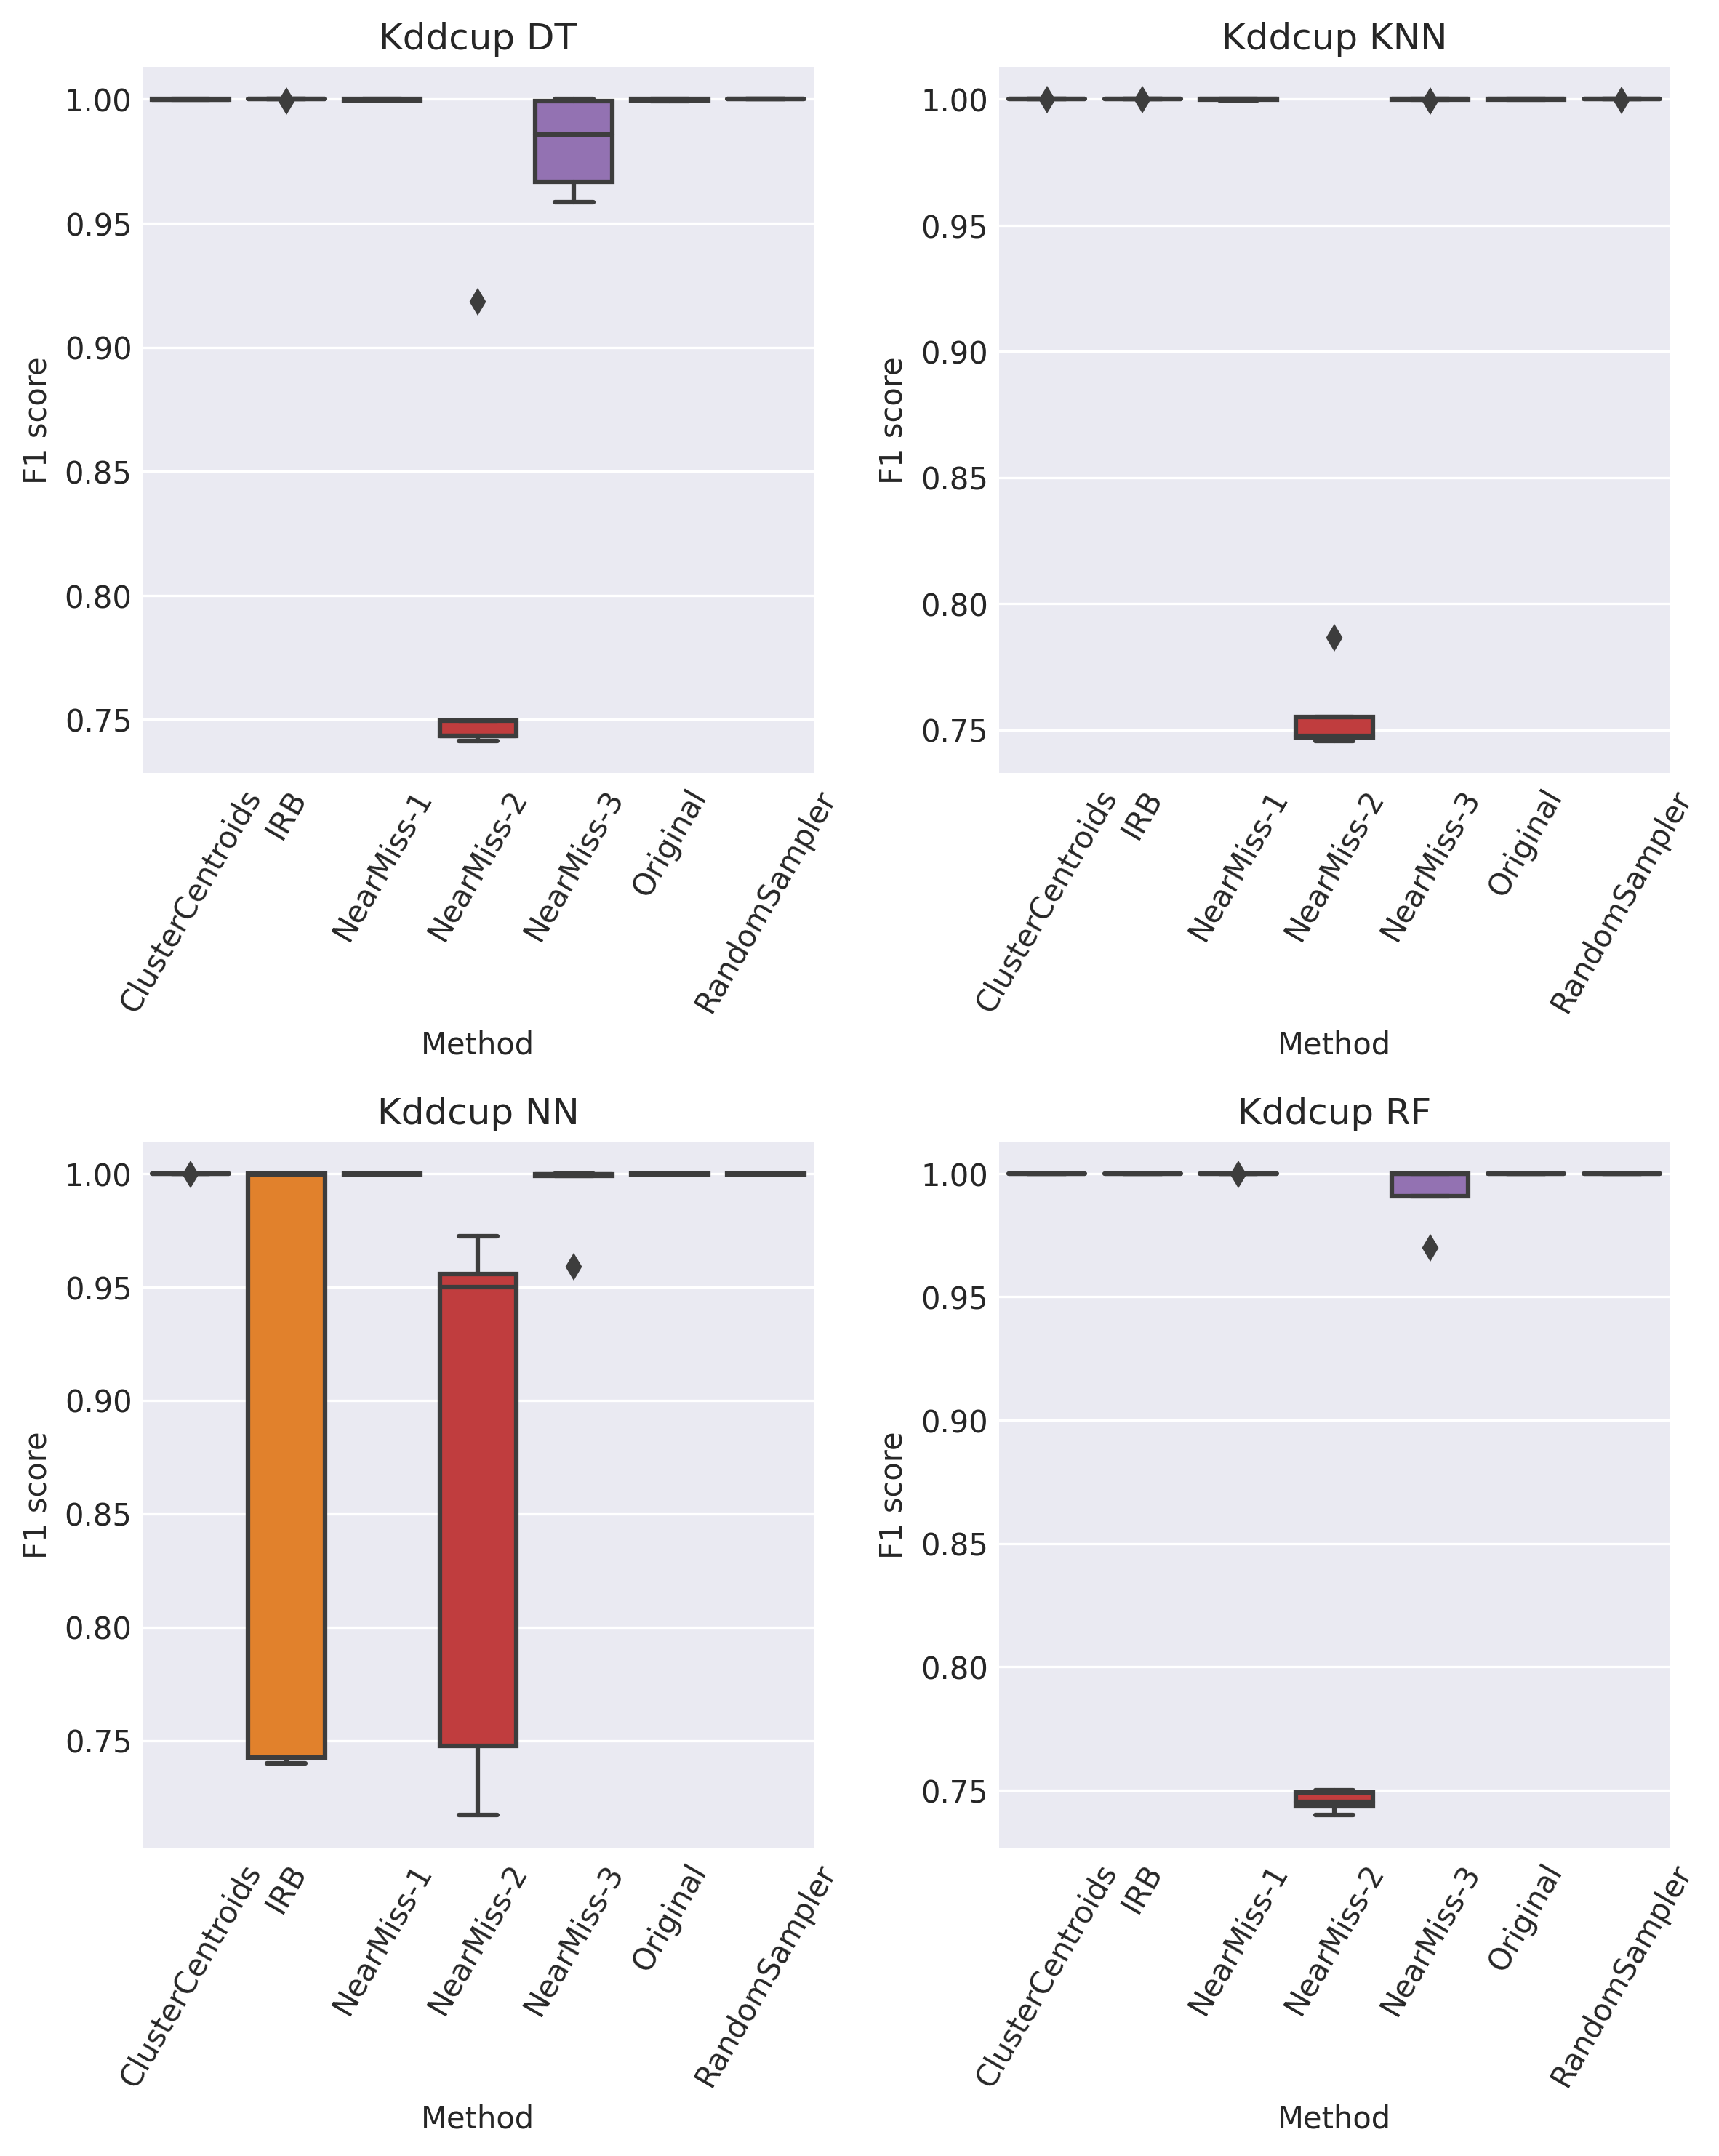 Kddcup DT
F1 score
1.00
0.95
0.90
0.85
0.80
0.75
ClusterCentroids
IRB
NearMiss-1
NearMiss-2
NearMiss-3
Original
RandomSampler
Method
Kddcup KNN
F1 score
1.00
0.95
0.90
0.85
0.80
0.75
ClusterCentroids
IRB
NearMiss-1
NearMiss-2
NearMiss-3
Original
RandomSampler
Method
Kddcup NN
F1 score
1.00
0.95
0.90
0.85
0.80
0.75
ClusterCentroids
IRB
NearMiss-1
NearMiss-2
NearMiss-3
Original
RandomSampler
Method
Kddcup RF
F1 score
1.00
0.95
0.90
0.85
0.80
0.75
ClusterCentroids
IRB
NearMiss-1
NearMiss-2
NearMiss-3
Original
RandomSampler
Method